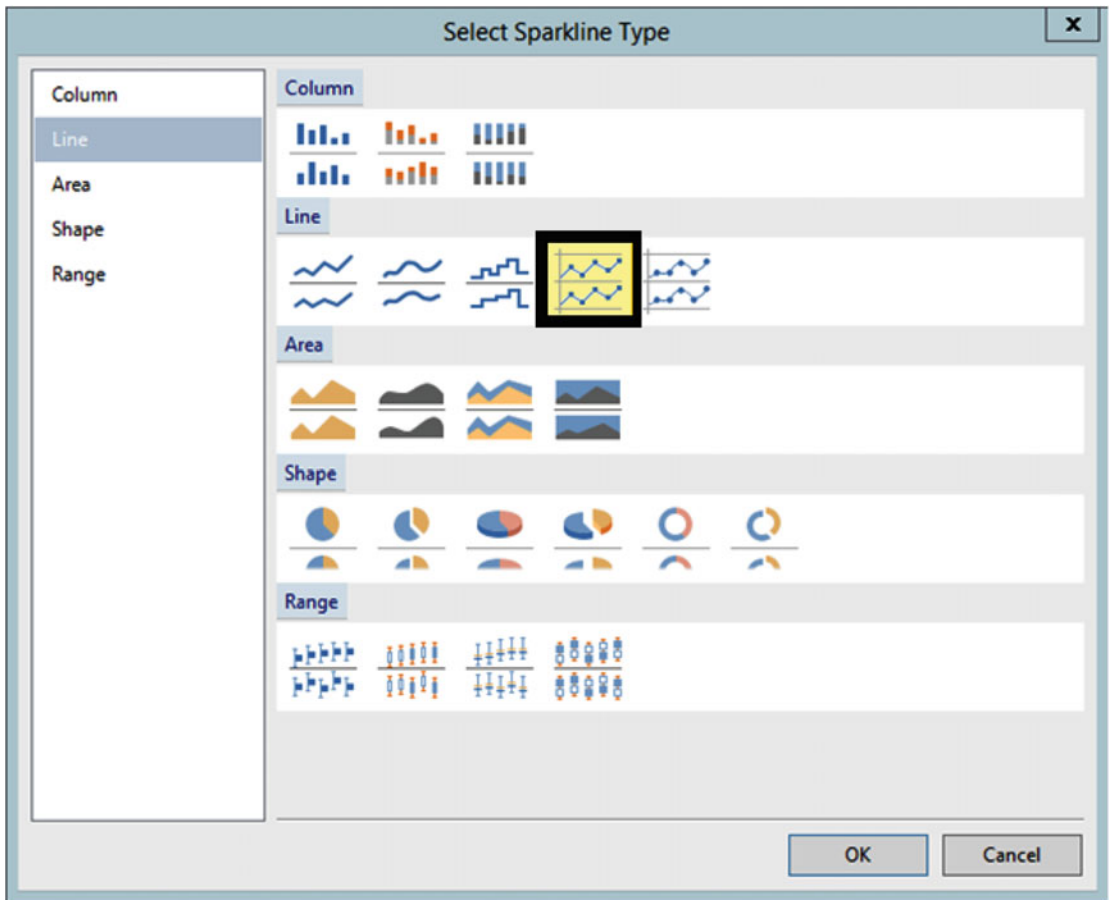 Select Sparkline Type
x
Column
Line
Area
Shape
Range
Column
Line
Area
Shape
Range
OK
Cancel